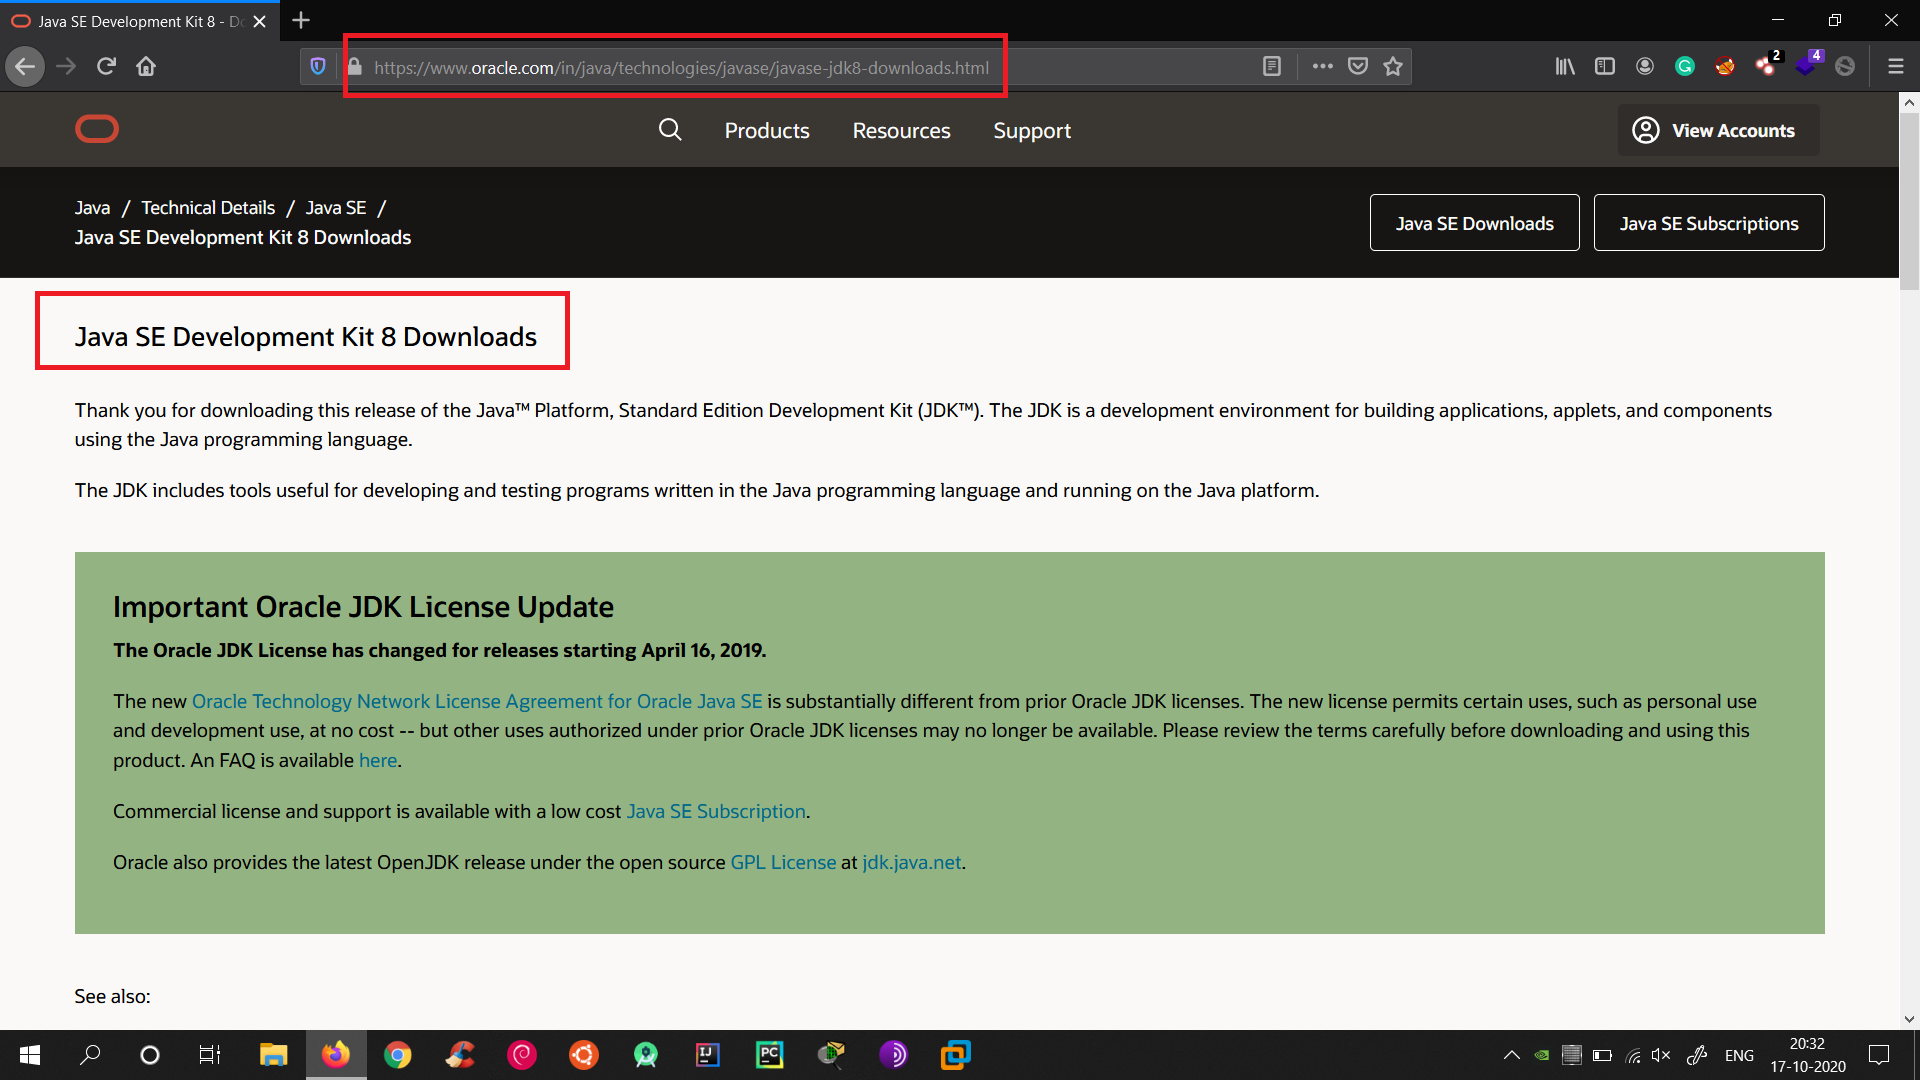 Java SE Development Kit 8 - Do
https://www.oracle.com/in/java/technologies/javase/javase-jdk8-downloads.html
2
4
Products
Resources
Support
View Accounts
Java / Technical Details / Java SE /
Java SE Development Kit 8 Downloads
Java SE Downloads
Java SE Subscriptions
Java SE Development Kit 8 Downloads
Thank you for downloading this release of the Java™ Platform, Standard Edition Development Kit (JDK™). The JDK is a development environment for building applications, applets, and components
using the Java programming language.
The JDK includes tools useful for developing and testing programs written in the Java programming language and running on the Java platform.
Important Oracle JDK License Update
The Oracle JDK License has changed for releases starting April 16, 2019.
The new Oracle Technology Network License Agreement for Oracle Java SE is substantially different from prior Oracle JDK licenses. The new license permits certain uses, such as personal use
and development use, at no cost -- but other uses authorized under prior Oracle JDK licenses may no longer be available. Please review the terms carefully before downloading and using this
product. An FAQ is available here.
Commercial license and support is available with a low cost Java SE Subscription.
Oracle also provides the latest OpenJDK release under the open source GPL License at jdk.java.net.
See also:
IJ
PC
ENG
20:32
17-10-2020